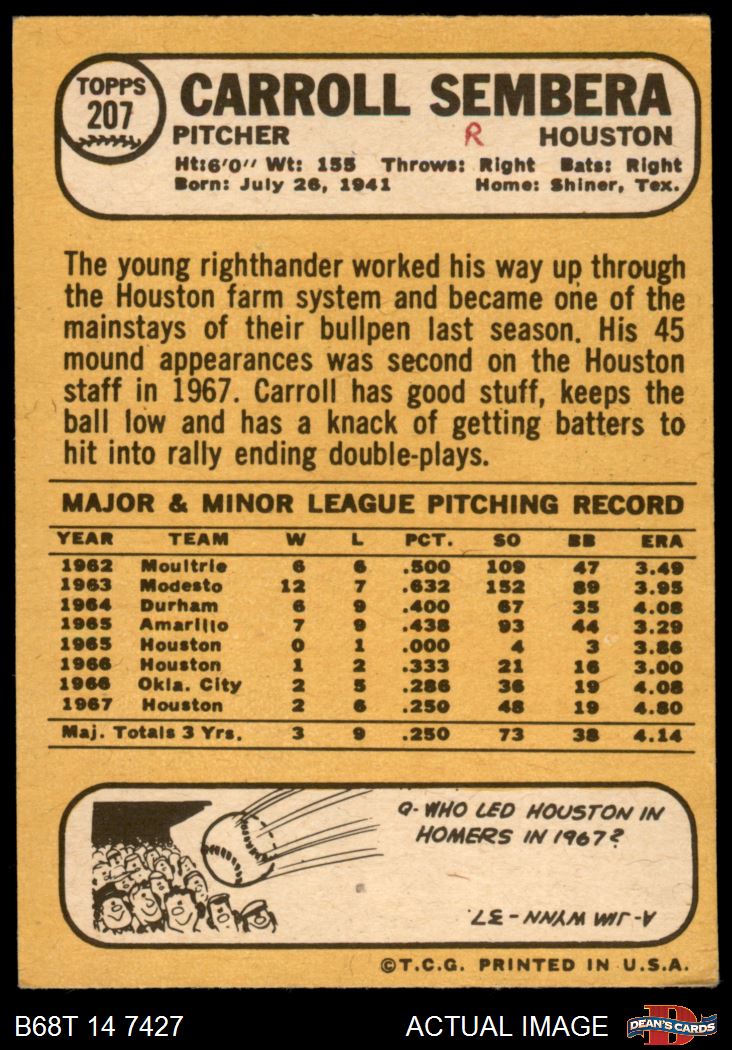 TOPPS
207
CARROLL SEMBERA
PITCHER R HOUSTON
Ht:6'0" Wt: 155 Throws: Right Bats: Right
Born: July 26, 1941 Home: Shiner, Tex.
The young righthander worked his way up through
the Houston farm system and became one of the
mainstays of their bullpen last season. His 45
mound appearances was second on the Houston
staff in 1967. Carroll has good stuff, keeps the
ball low and has a knack of getting batters to
hit into rally ending double-plays.
MAJOR & MINOR LEAGUE PITCHING RECORD
YEAR TEAM W L PCT. SO BB ERA
1962 Moultrie 6 6 .500 109 47 3.49
1963 Modesto 12 7 .632 152 89 3.95
1964 Durham 6 9 .400 67 35 4.08
1965 Amarillo 7 9 .438 93 44 3.29
1965 Houston 0 1 .000 4 3 3.86
1966 Houston 1 2 .333 21 16 3.00
1966 Okla. City 2 5 .286 36 19 4.08
1967 Houston 2 6 .250 48 19 4.80
Maj. Totals 3 Yrs. 3 9 .250 73 38 4.14
Q-WHO LED HOUSTON IN
HOMERS IN 1967?
A-JIM WYNN-37
©T.C.G. PRINTED IN U.S.A.
B68T 14 7427 ACTUAL IMAGE DEAN'S CARDS